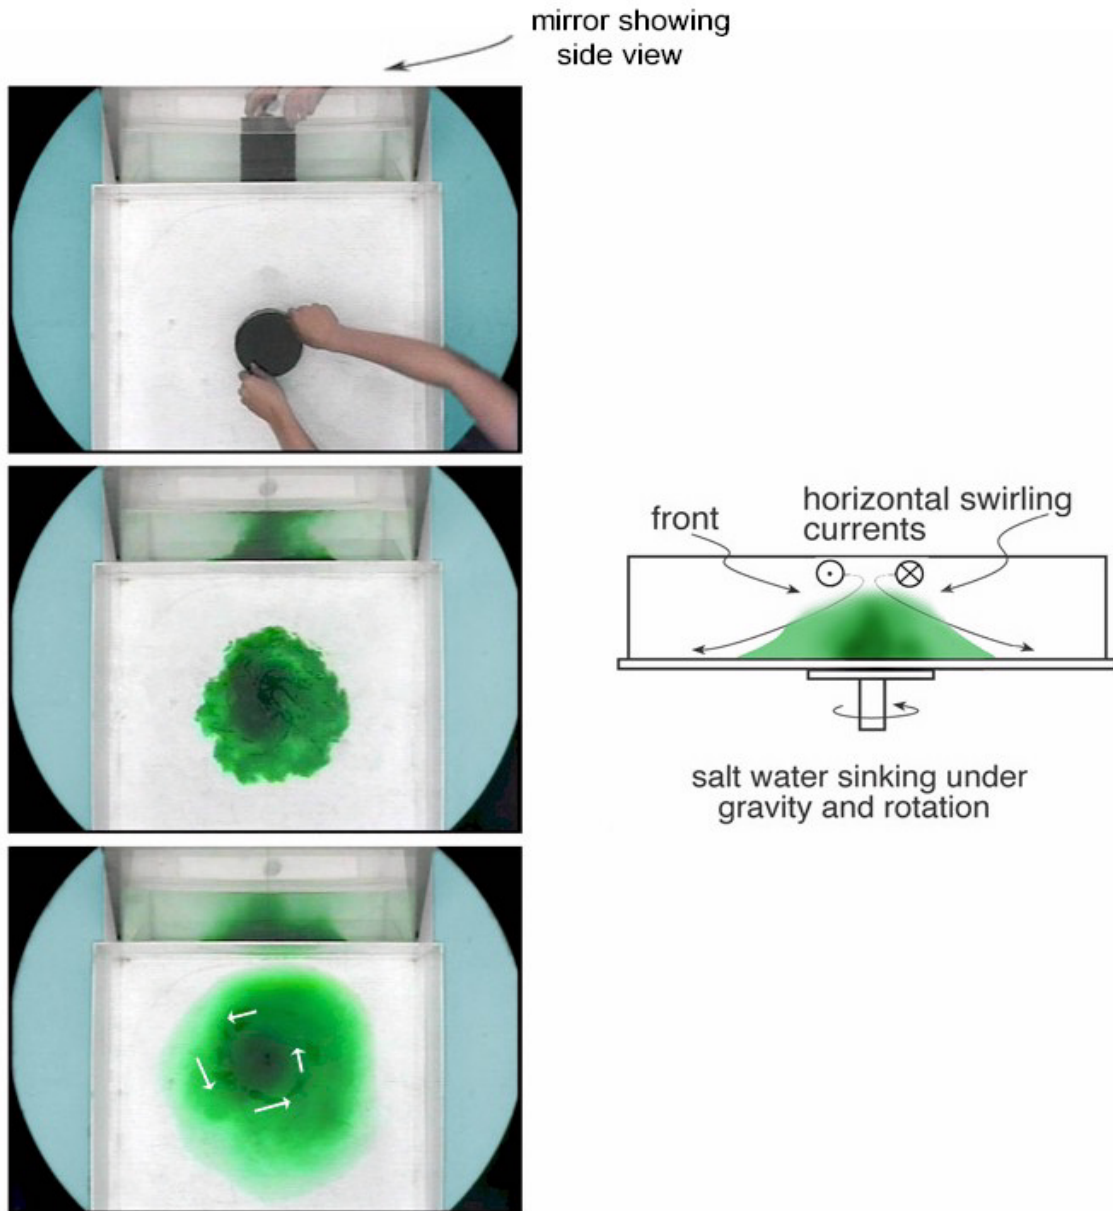 mirror showing
side view
front
horizontal swirling
currents
salt water sinking under
gravity and rotation